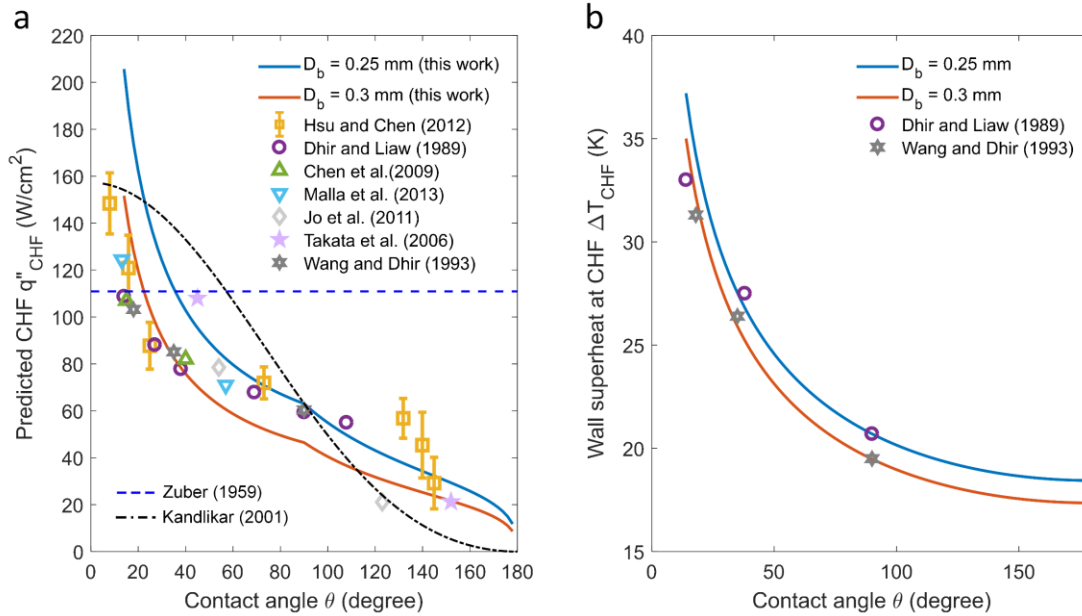 a
Predicted CHF q"CHF (W/cm²)
220
200
180
160
140
120
100
80
60
40
20
0
D_b = 0.25 mm (this work)
D_b = 0.3 mm (this work)
Hsu and Chen (2012)
Dhir and Liaw (1989)
Chen et al.(2009)
Malla et al. (2013)
Jo et al. (2011)
Takata et al. (2006)
Wang and Dhir (1993)
Zuber (1959)
Kandlikar (2001)
0 20 40 60 80 100 120 140 160 180
Contact angle θ (degree)
b
Wall superheat at CHF ΔT_CHF (K)
40
35
30
25
20
15
D_b = 0.25 mm
D_b = 0.3 mm
Dhir and Liaw (1989)
Wang and Dhir (1993)
0 50 100 150
Contact angle θ (degree)